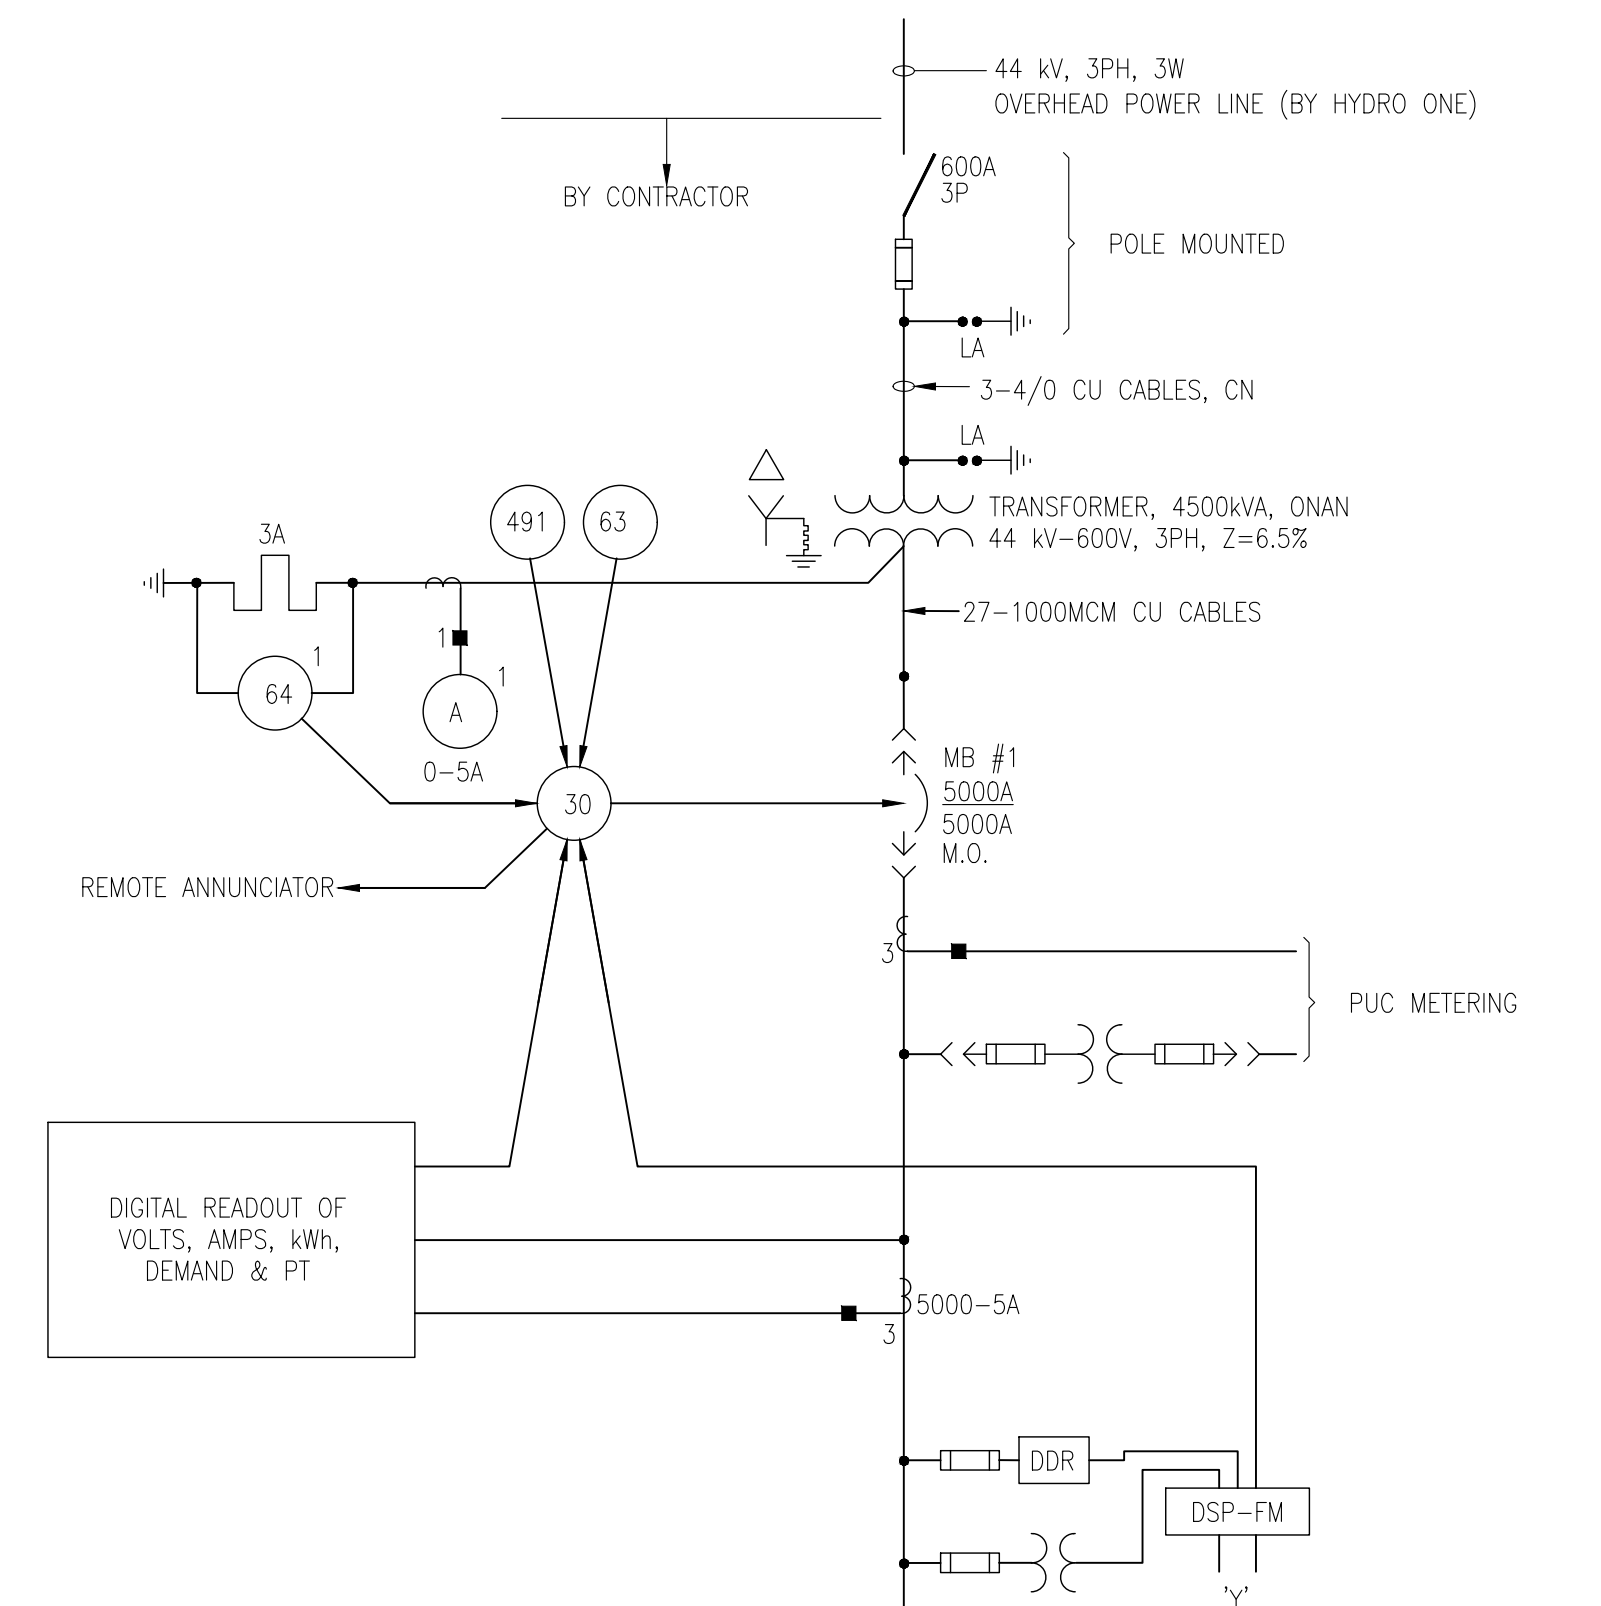 44 kV, 3PH, 3W
OVERHEAD POWER LINE (BY HYDRO ONE)
BY CONTRACTOR
600A
3P
POLE MOUNTED
LA
3-4/0 CU CABLES, CN
LA
TRANSFORMER, 4500kVA, ONAN
44 kV-600V, 3PH, Z=6.5%
491
63
3A
27-1000MCM CU CABLES
1
1
64
1
A
0-5A
MB #1
5000A
5000A
M.O.
30
REMOTE ANNUNCIATOR
3
PUC METERING
DIGITAL READOUT OF
VOLTS, AMPS, kWh,
DEMAND & PT
5000-5A
3
DDR
DSP-FM
'Y'